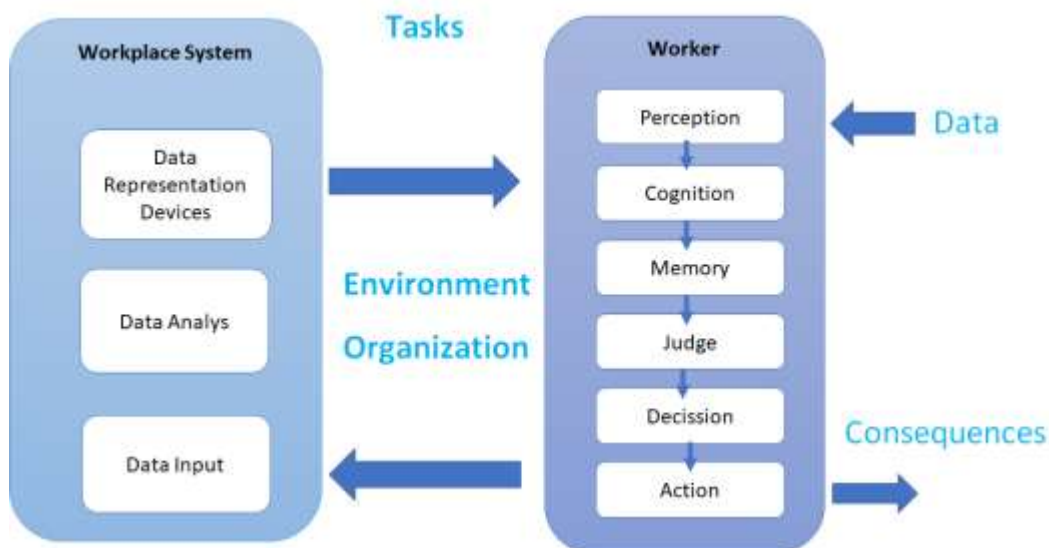 Workplace System
Data
Representation
Devices
Data Analys
Data Input
Tasks
Environment
Organization
Worker
Perception
Cognition
Memory
Judge
Decission
Action
Data
Consequences